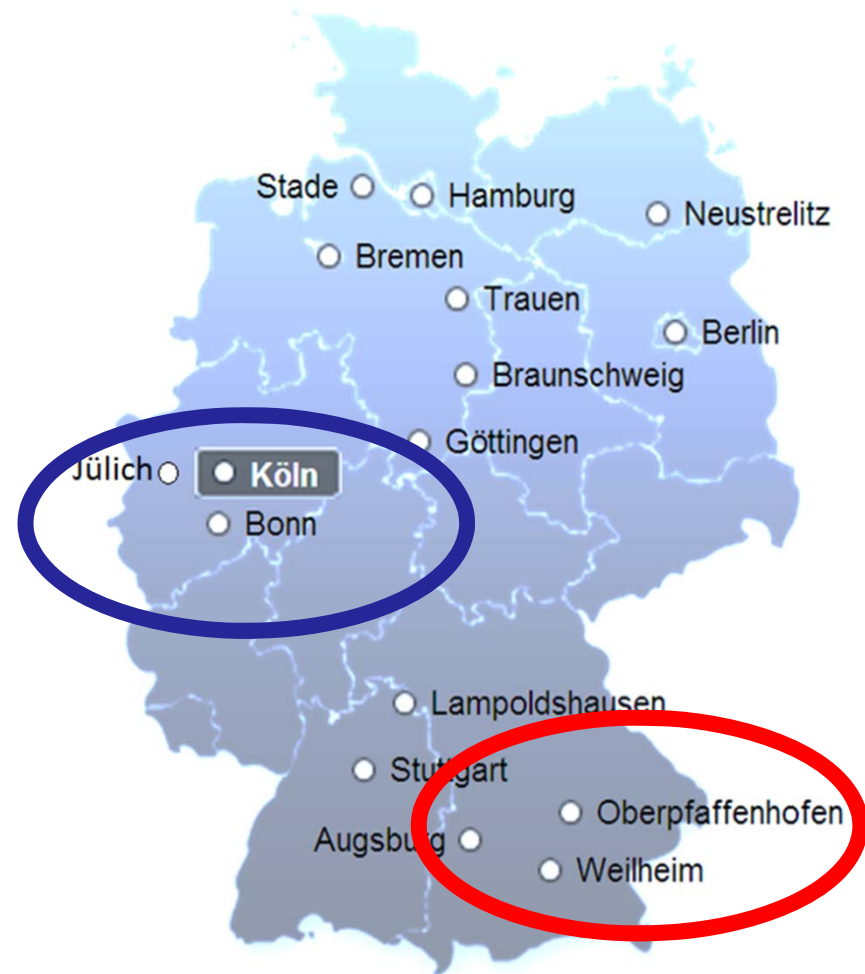 Stade
Hamburg
Neustrelitz
Bremen
Trauen
Berlin
Braunschweig
Göttingen
Jülich
Köln
Bonn
Lampoldshausen
Stuttgart
Oberpfaffenhofen
Augsburg
Weilheim